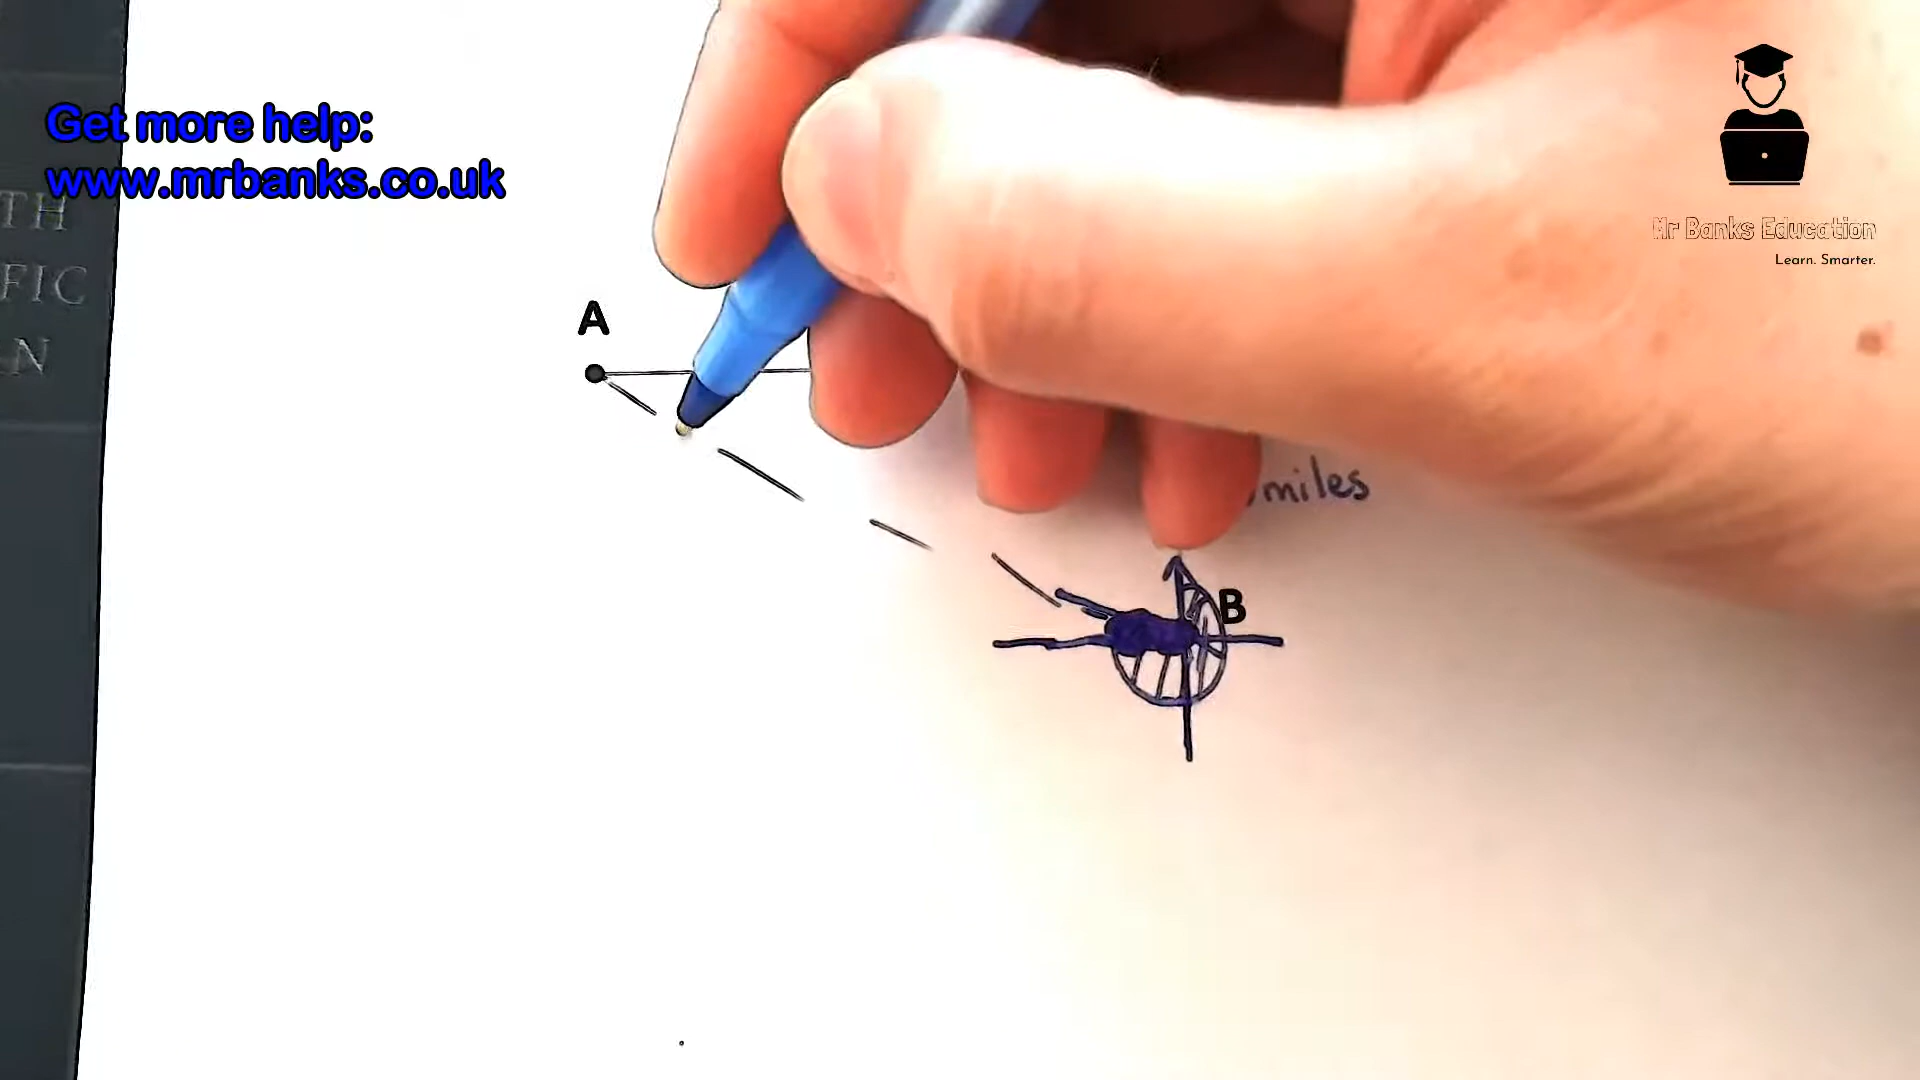 Get more help:
www.mrbanks.co.uk
TH
FIC
N
Mr Banks Education
Learn. Smarter.
A
miles
B